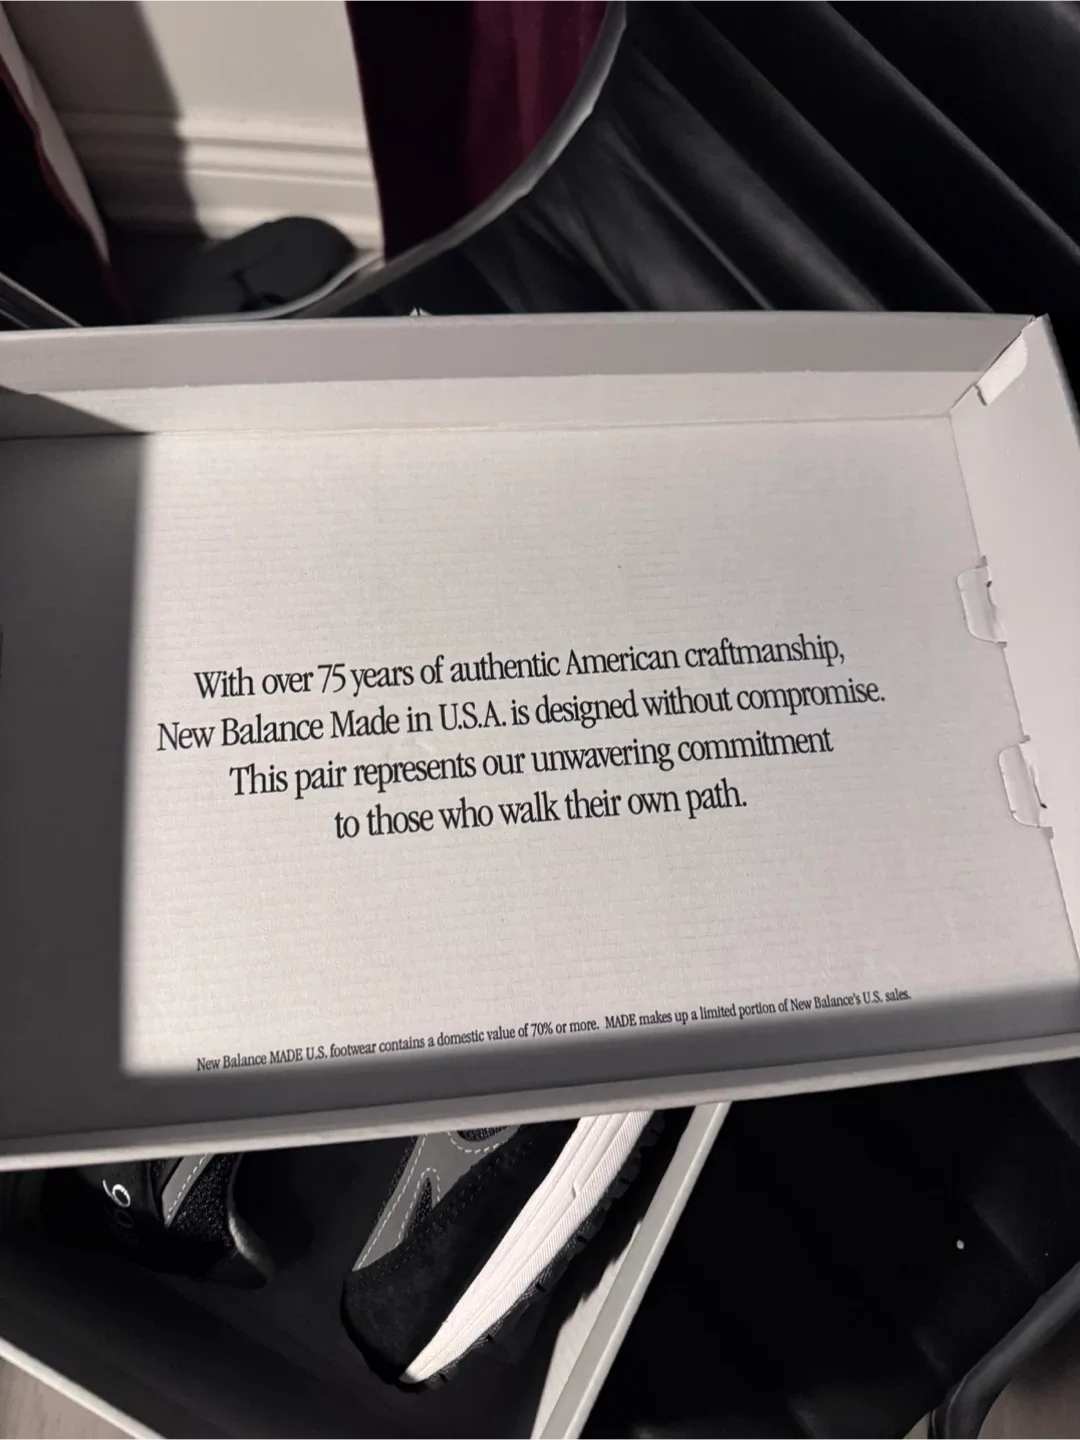 With over 75 years of authentic American craftmanship,
New Balance Made in U.S.A. is designed without compromise.
This pair represents our unwavering commitment
to those who walk their own path.
New Balance MADE U.S. footwear contains a domestic value of 70% or more. MADE makes up a limited portion of New Balance's U.S. sales.